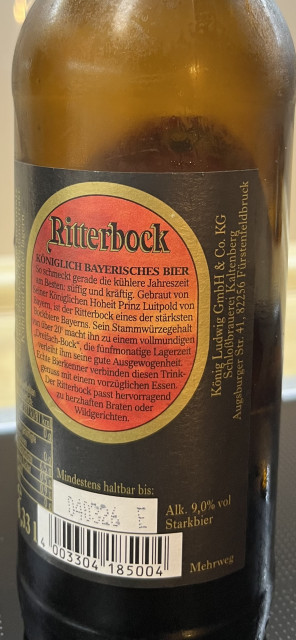 Ritterbock
KÖNIGLICH BAYERISCHES BIER
So schmeckt gerade die kühlere Jahreszeit
am Besten: süffig und kräftig. Gebraut von
Seiner Königlichen Hoheit Prinz Luitpold von
Bayern, ist der Ritterbock eines der stärksten
Bockbiere Bayerns. Sein Stammwürzegehalt
von über 20° macht ihn zu einem vollmundigen
„Dreifach-Bock“, die fünfmonatige Lagerzeit
verleiht ihm seine gute Ausgewogenheit.
Echte Bierkenner verbinden diesen Trink-
genuss mit einem vorzüglichen Essen.
Der Ritterbock passt hervorragend
zu herzhaften Braten oder
Wildgerichten.
König Ludwig GmbH & Co. KG
Schloßbrauerei Kaltenberg
Augsburger Str. 41, 82256 Fürstenfeldbruck
Mindestens haltbar bis:
040326 E
Alk. 9,0% vol
Starkbier
4 003304 185004
Mehrweg